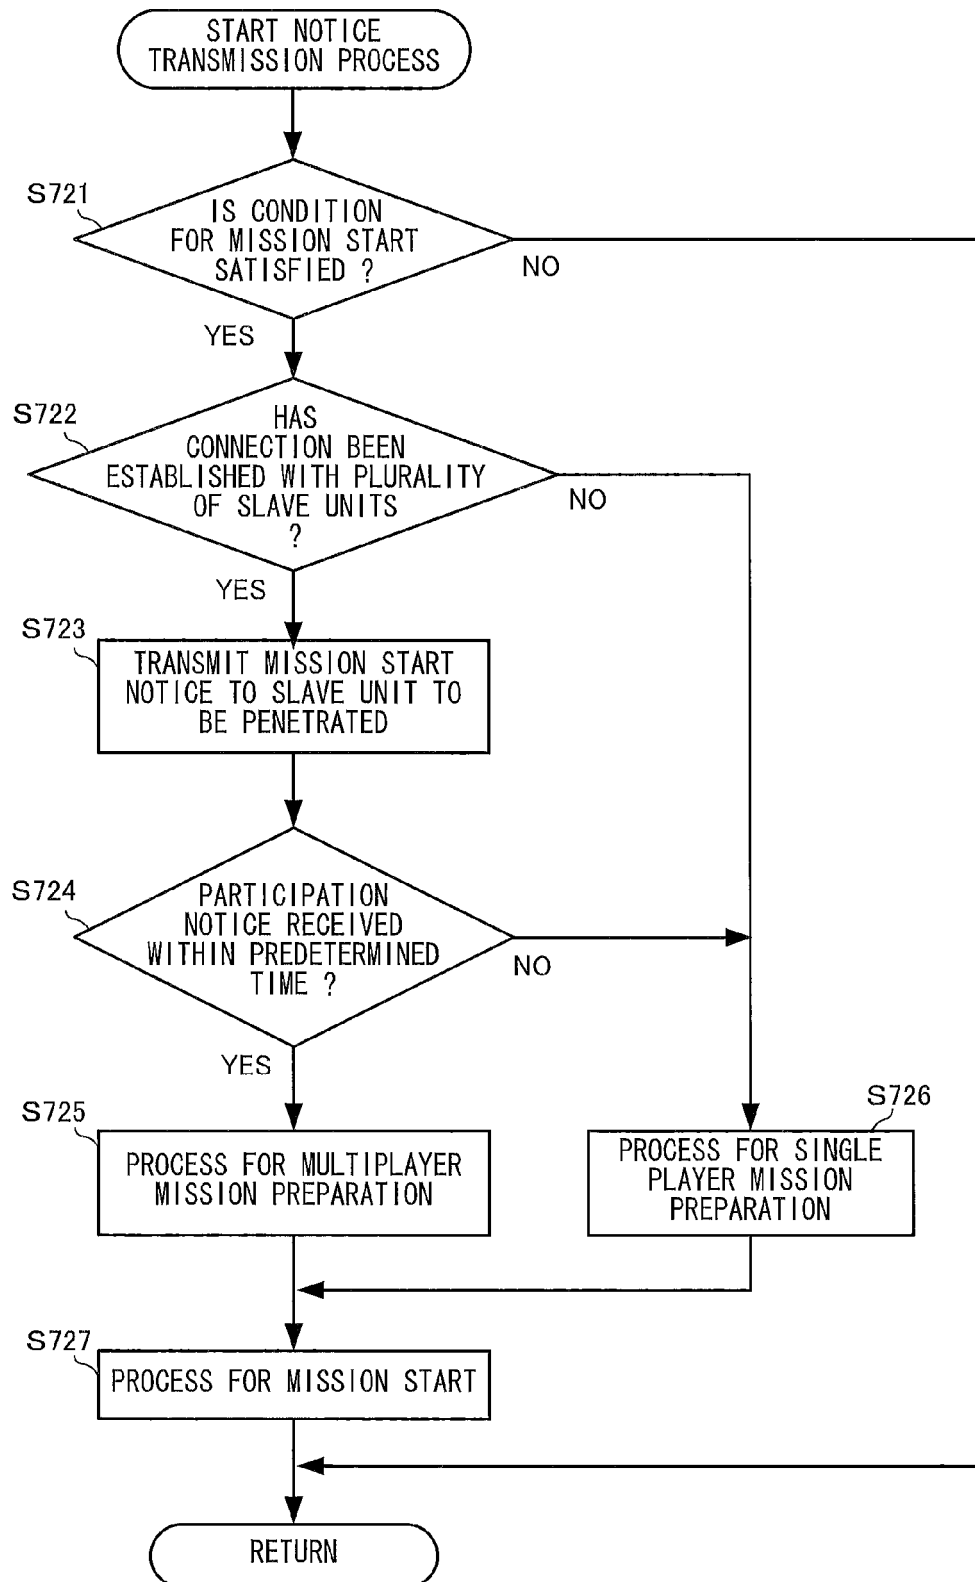 START NOTICE
TRANSMISSION PROCESS
S721
IS CONDITION
FOR MISSION START
SATISFIED ?
NO
YES
S722
HAS
CONNECTION BEEN
ESTABLISHED WITH PLURALITY
OF SLAVE UNITS
?
NO
YES
S723
TRANSMIT MISSION START
NOTICE TO SLAVE UNIT TO
BE PENETRATED
S724
PARTICIPATION
NOTICE RECEIVED
WITHIN PREDETERMINED
TIME ?
NO
YES
S725
PROCESS FOR MULTIPLAYER
MISSION PREPARATION
S726
PROCESS FOR SINGLE
PLAYER MISSION
PREPARATION
S727
PROCESS FOR MISSION START
RETURN